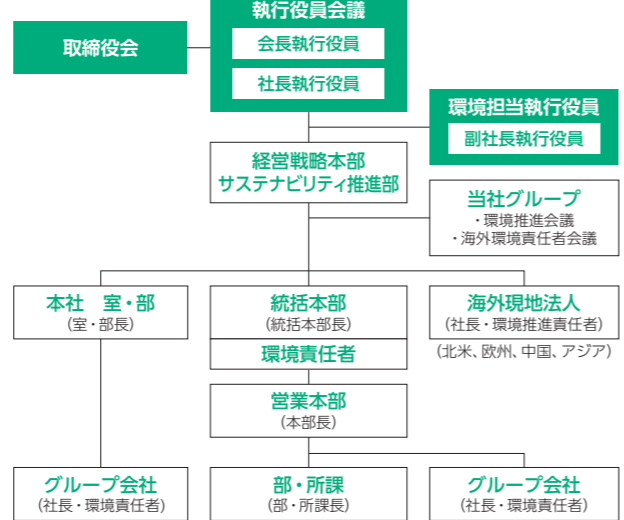 執行役員会議
取締役会
会長執行役員
社長執行役員
環境担当執行役員
副社長執行役員
経営戦略本部
サステナビリティ推進部
当社グループ
・環境推進会議
・海外環境責任者会議
本社　室・部
（室・部長）
統括本部
（統括本部長）
環境責任者
海外現地法人
（社長・環境推進責任者）
（北米、欧州、中国、アジア）
営業本部
（本部長）
グループ会社
（社長・環境責任者）
部・所課
（部・所課長）
グループ会社
（社長・環境責任者）